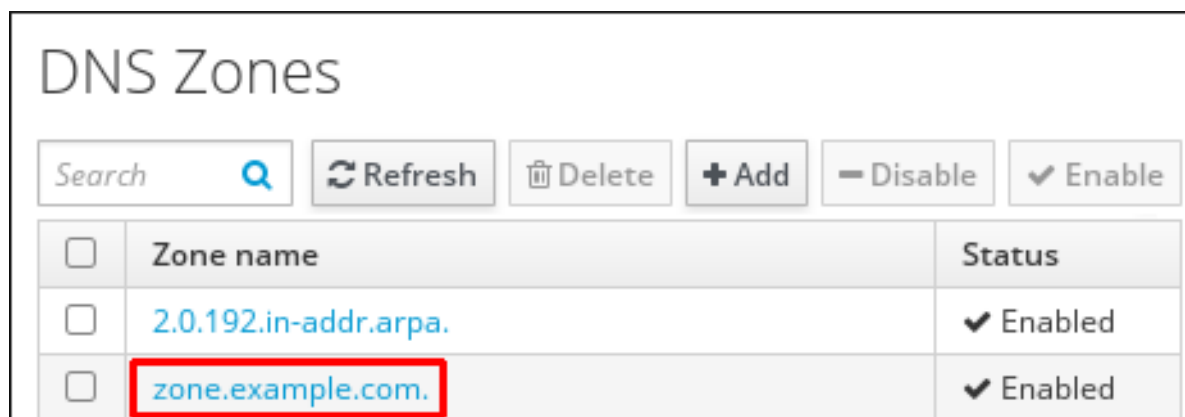 DNS Zones
Search Refresh Delete Add Disable Enable
Zone name Status
2.0.192.in-addr.arpa. Enabled
zone.example.com. Enabled